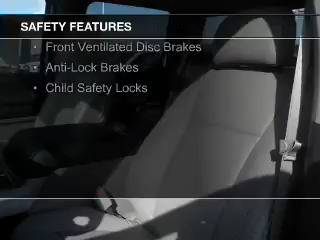 SAFETY FEATURES
• Front Ventilated Disc Brakes
• Anti-Lock Brakes
• Child Safety Locks